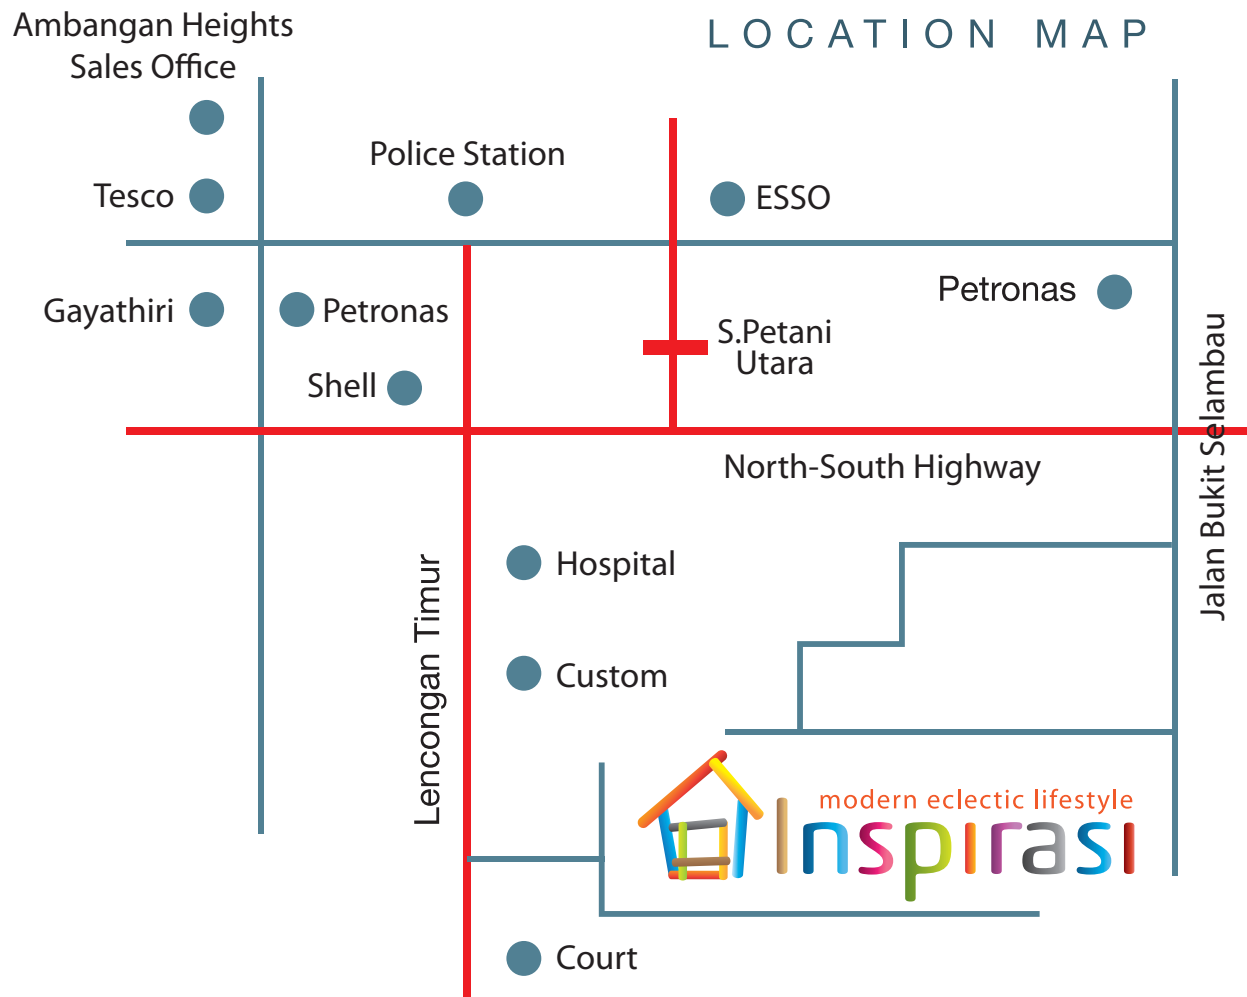 Ambangan Heights
Sales Office
LOCATION MAP
Police Station
Tesco
ESSO
Petronas
Gayathiri
Petronas
S.Petani
Utara
Shell
North-South Highway
Jalan Bukit Selambau
Hospital
Lencongan Timur
Custom
modern eclectic lifestyle
Inspirasi
Court